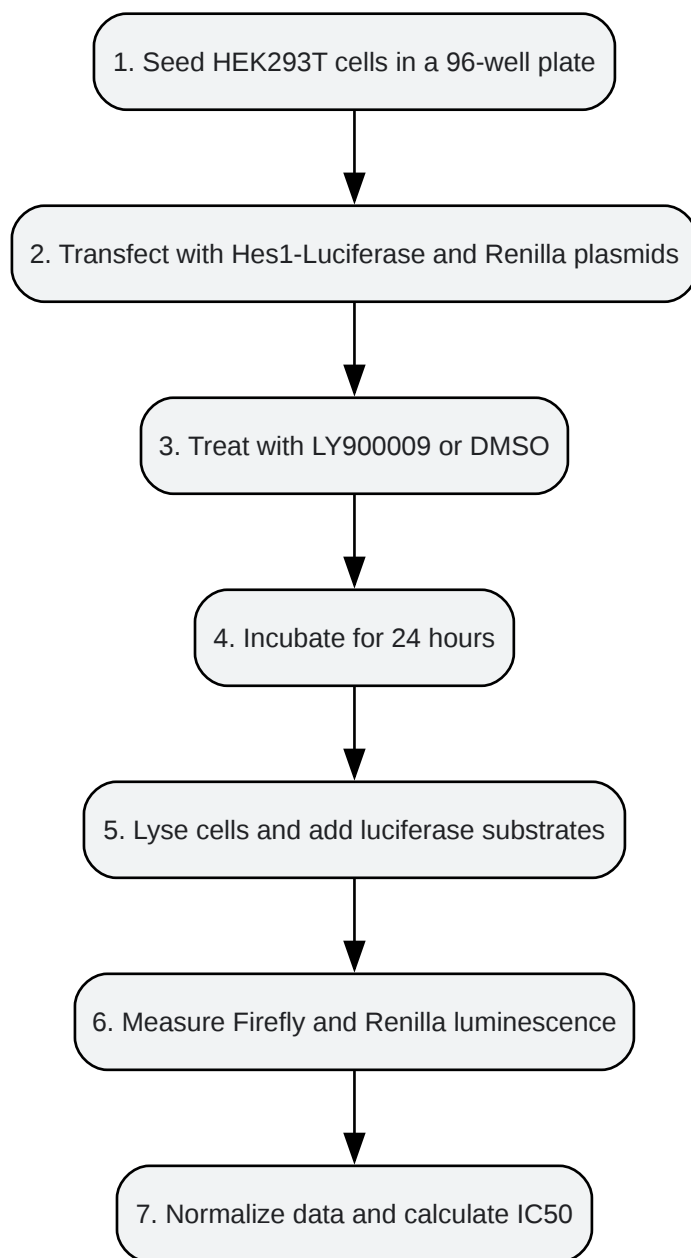 1. Seed HEK293T cells in a 96-well plate
2. Transfect with Hes1-Luciferase and Renilla plasmids
3. Treat with LY900009 or DMSO
4. Incubate for 24 hours
5. Lyse cells and add luciferase substrates
6. Measure Firefly and Renilla luminescence
7. Normalize data and calculate IC50